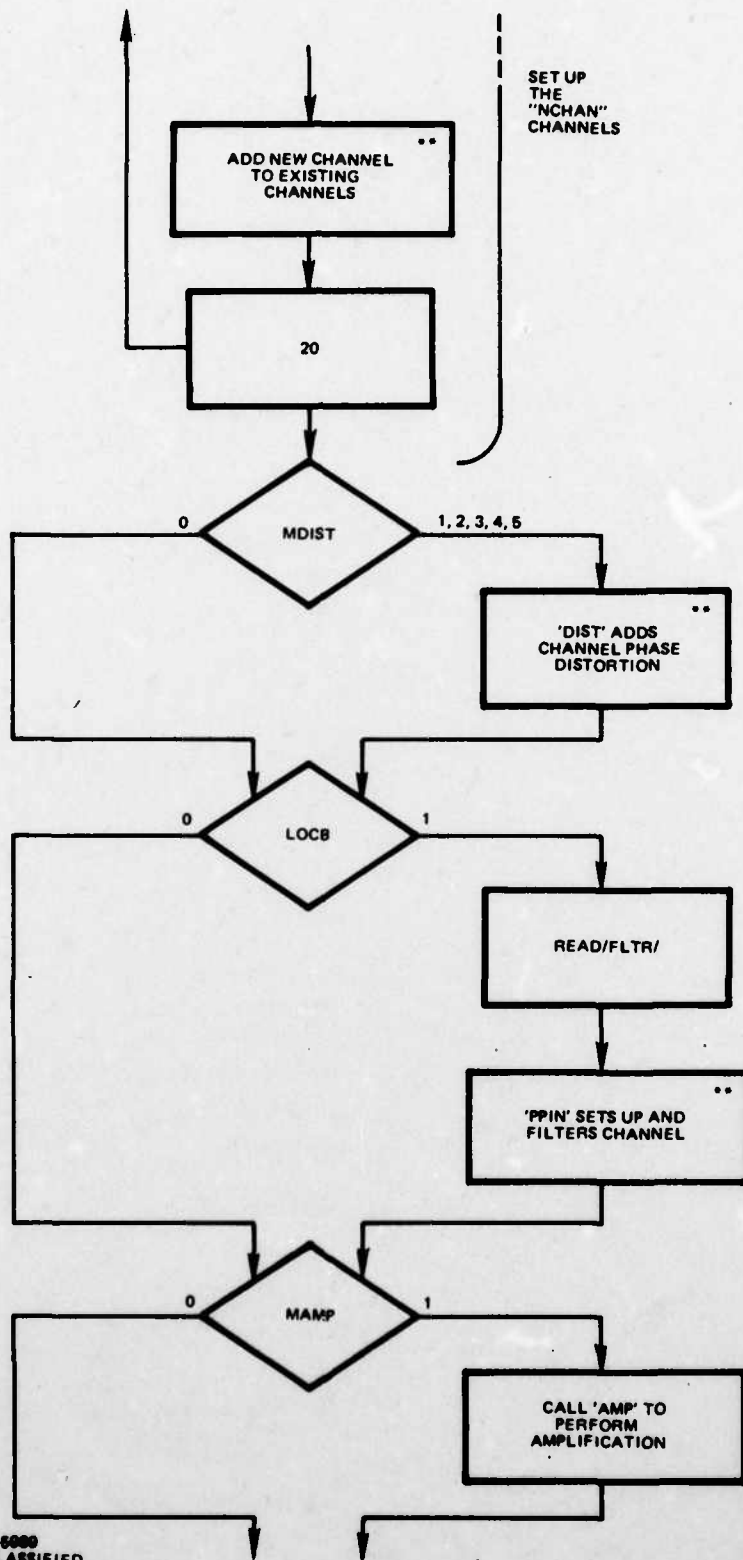 SET UP
THE
"NCHAN"
CHANNELS
**
ADD NEW CHANNEL
TO EXISTING
CHANNELS
20
0
MDIST
1, 2, 3, 4, 5
**
'DIST' ADDS
CHANNEL PHASE
DISTORTION
0
LOCB
1
READ/FLTR/
**
'PPIN' SETS UP AND
FILTERS CHANNEL
0
MAMP
1
CALL 'AMP' TO
PERFORM
AMPLIFICATION
ASSIFIED